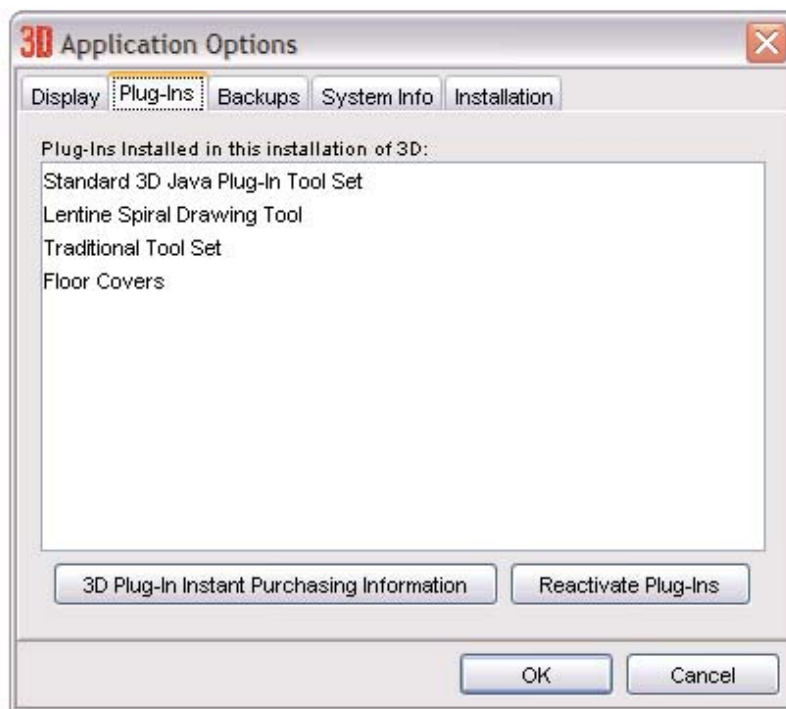 3D Application Options
Display Plug-Ins Backups System Info Installation
Plug-Ins Installed in this installation of 3D:
Standard 3D Java Plug-In Tool Set
Lentine Spiral Drawing Tool
Traditional Tool Set
Floor Covers
3D Plug-In Instant Purchasing Information Reactivate Plug-Ins
OK Cancel